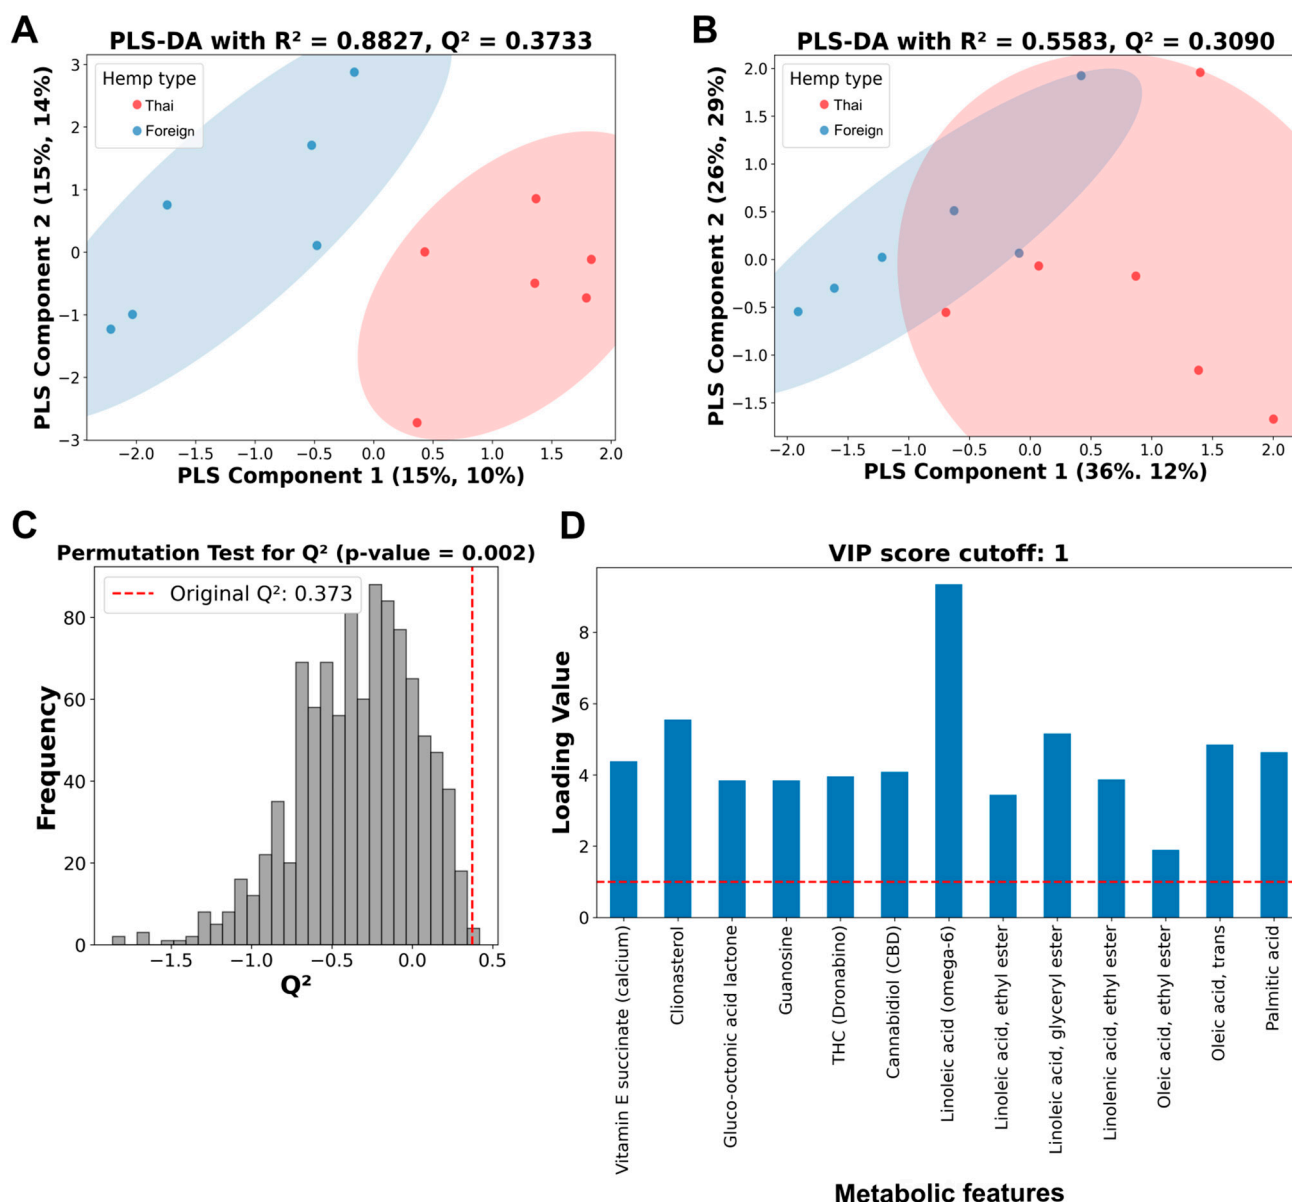 A
PLS-DA with R² = 0.8827, Q² = 0.3733
Hemp type
Thai
Foreign
3
2
1
0
−1
−2
−3
PLS Component 2 (15%, 14%)
−2.0 −1.5 −1.0 −0.5 0.0 0.5 1.0 1.5 2.0
PLS Component 1 (15%, 10%)
B
PLS-DA with R² = 0.5583, Q² = 0.3090
Hemp type
Thai
Foreign
2.0
1.5
1.0
0.5
0.0
−0.5
−1.0
−1.5
PLS Component 2 (26%, 29%)
−2.0 −1.5 −1.0 −0.5 0.0 0.5 1.0 1.5 2.0
PLS Component 1 (36%. 12%)
C
Permutation Test for Q² (p-value = 0.002)
Original Q²: 0.373
80
60
40
20
0
Frequency
−1.5 −1.0 −0.5 0.0 0.5
Q²
D
VIP score cutoff: 1
8
6
4
2
0
Loading Value
Vitamin E succinate (calcium)
Clionasterol
Gluco-octonic acid lactone
Guanosine
THC (Dronabino)
Cannabidiol (CBD)
Linoleic acid (omega-6)
Linoleic acid, ethyl ester
Linoleic acid, glyceryl ester
Linolenic acid, ethyl ester
Oleic acid, ethyl ester
Oleic acid, trans
Palmitic acid
Metabolic features